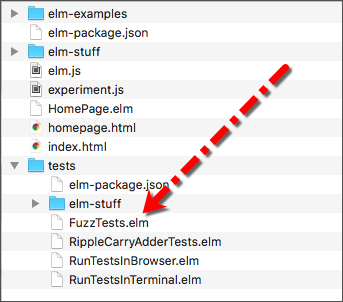 elm-examples
elm-package.json
elm-stuff
elm.js
experiment.js
HomePage.elm
homepage.html
index.html
tests
elm-package.json
elm-stuff
FuzzTests.elm
RippleCarryAdderTests.elm
RunTestsInBrowser.elm
RunTestsInTerminal.elm